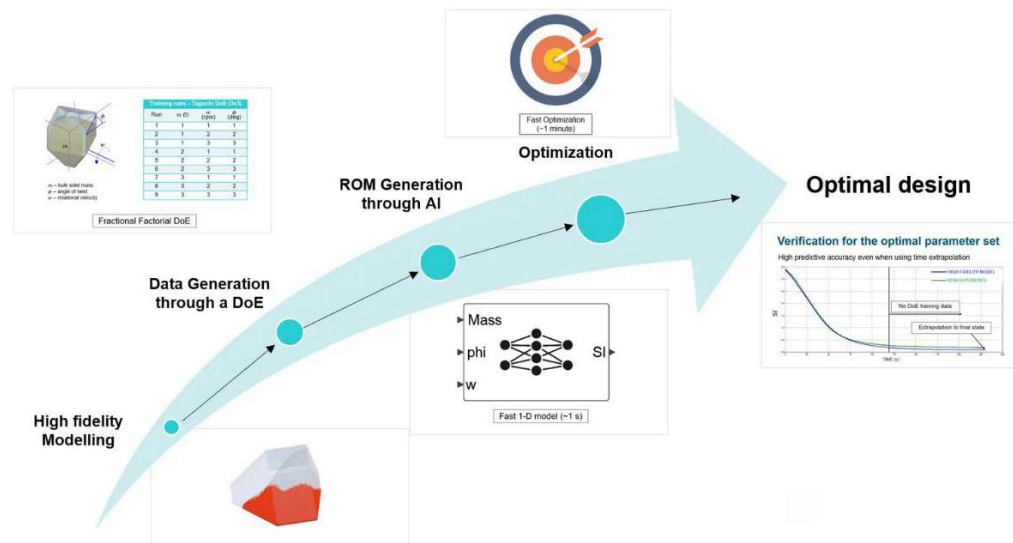 Fast Optimization
(~1 minute)
Optimization
Training runs - Taguchi DoE (3x3)
Run m (t) w (rpm) ϕ (deg)
1 1 1 1
2 1 2 2
3 1 3 3
4 2 1 1
5 2 2 2
6 2 3 3
7 3 1 1
8 3 2 2
9 3 3 3
m
ϕ
w
m – bulk solid mass
ϕ – angle of twist
w – rotational velocity
Fractional Factorial DoE
ROM Generation
through AI
Optimal design
Data Generation
through a DoE
Verification for the optimal parameter set
High predictive accuracy even when using time extrapolation
HIGH FIDELITY MODEL
No DoE training data
Extrapolation to final state
SI
TIME (s)
Mass
phi
w
SI
Fast 1-D model (~1 s)
High fidelity
Modelling